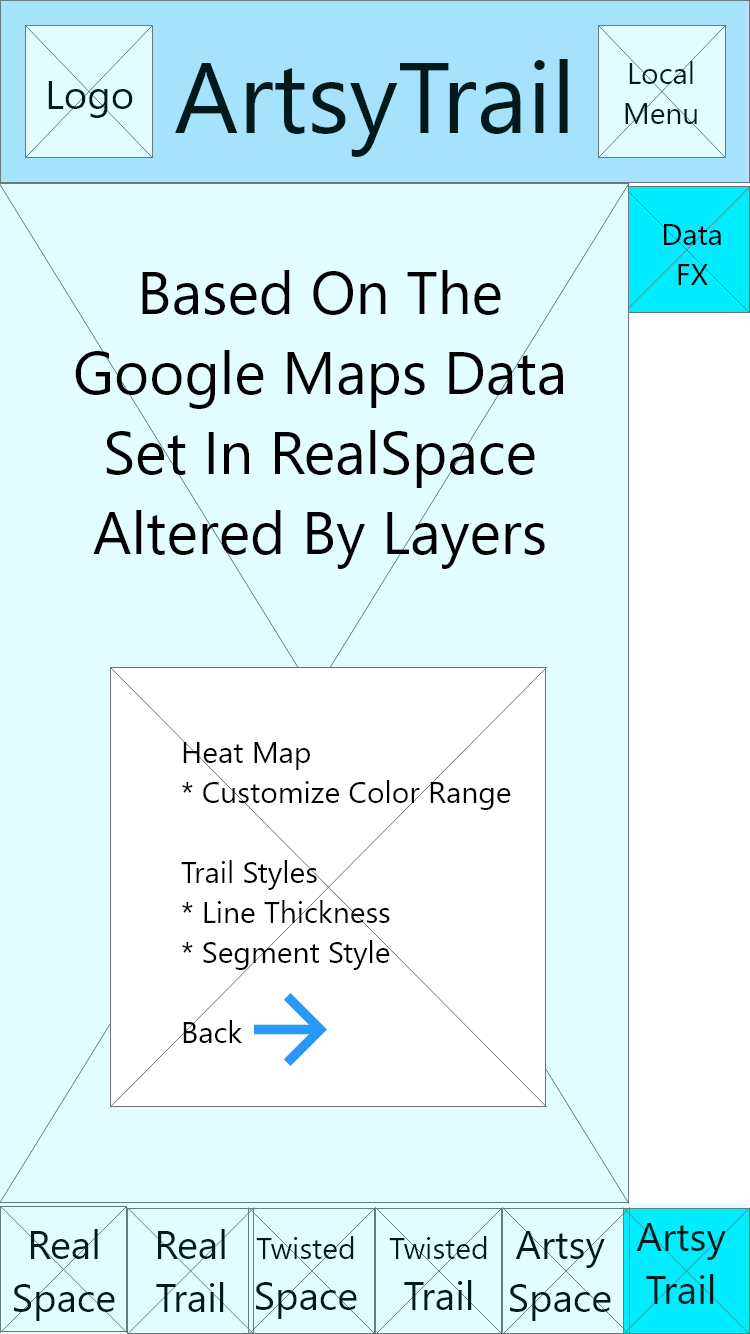 Logo
ArtsyTrail
Local
Menu
Data
FX
Based On The
Google Maps Data
Set In RealSpace
Altered By Layers
Heat Map
* Customize Color Range
Trail Styles
* Line Thickness
* Segment Style
Back
Real
Space
Real
Trail
Twisted
Space
Twisted
Trail
Artsy
Space
Artsy
Trail